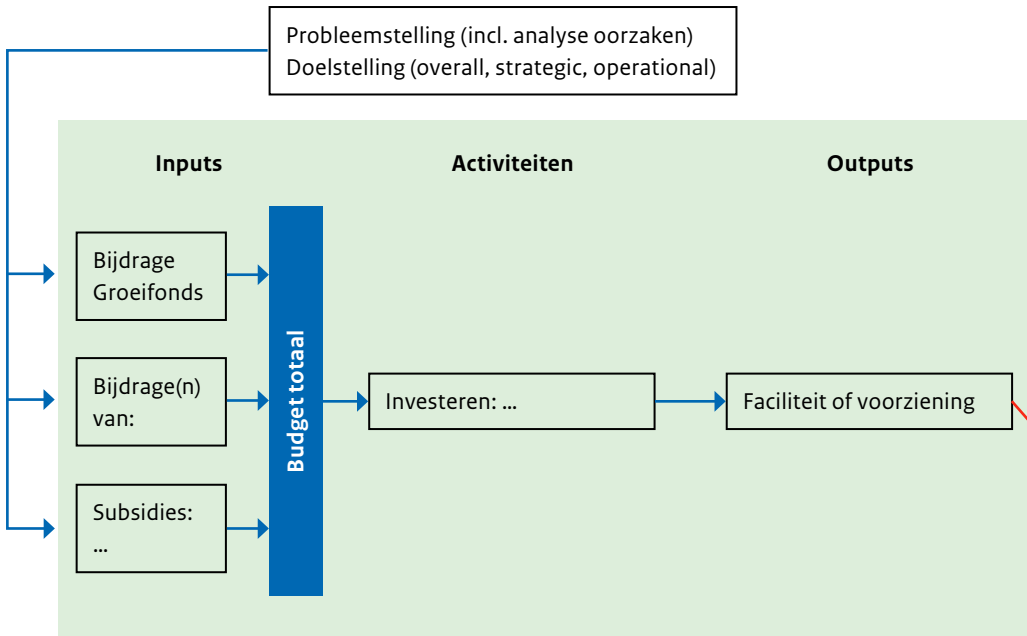 Probleemstelling (incl. analyse oorzaken)
Doelstelling (overall, strategic, operational)
Inputs
Activiteiten
Outputs
Bijdrage
Groeifonds
Bijdrage(n)
van:
Subsidies:
...
Budget totaal
Investeren: ...
Faciliteit of voorziening